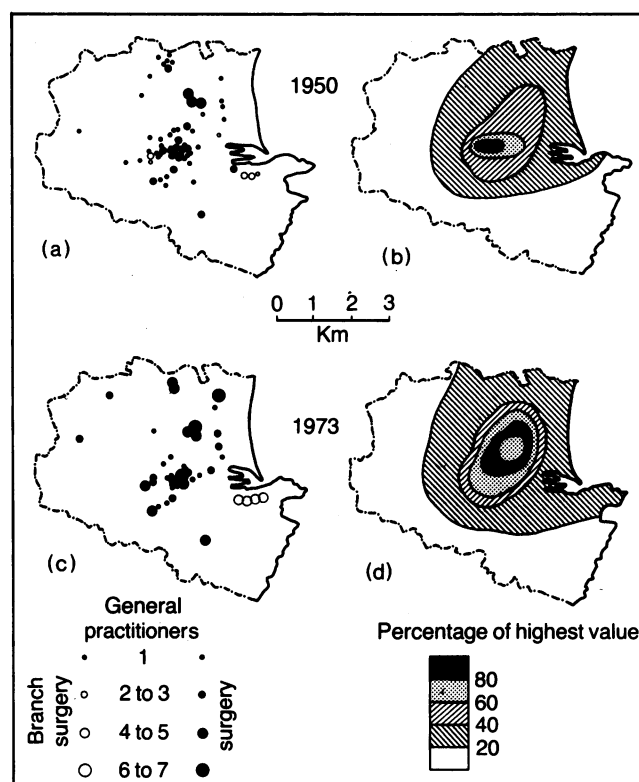 1950
(a)
(b)
0 1 2 3
Km
1973
(c)
(d)
General
practitioners
Branch
surgery
1
2 to 3
4 to 5
6 to 7
surgery
Percentage of highest value
80
60
40
20